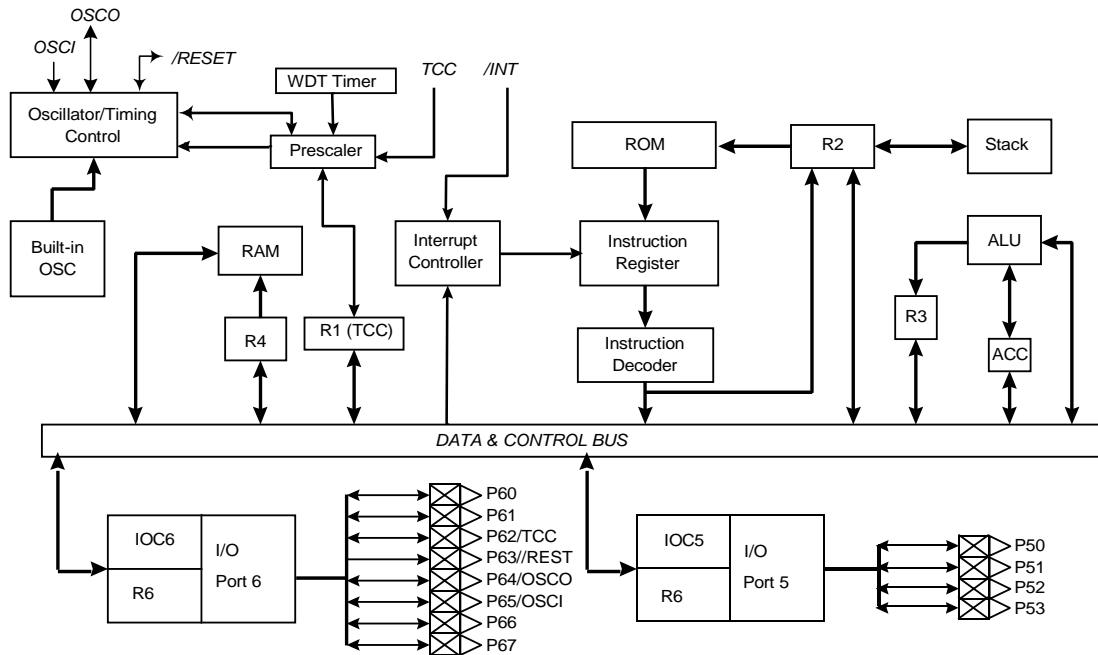 OSCO
OSCI
/RESET
TCC
/INT
WDT Timer
Oscillator/Timing
Control
Prescaler
ROM
R2
Stack
Built-in
OSC
RAM
Interrupt
Controller
Instruction
Register
ALU
R4
R1 (TCC)
R3
Instruction
Decoder
ACC
DATA & CONTROL BUS
IOC6
R6
I/O
Port 6
P60
P61
P62/TCC
P63//REST
P64/OSCO
P65/OSCI
P66
P67
IOC5
R6
I/O
Port 5
P50
P51
P52
P53